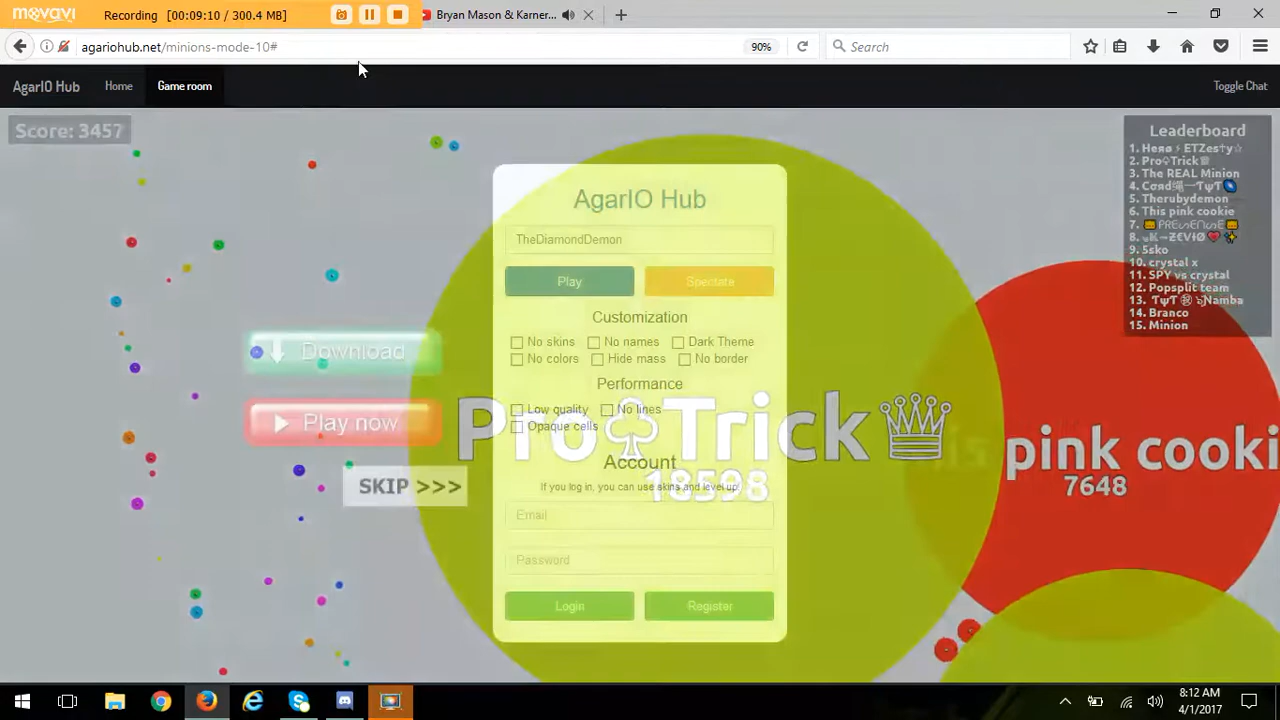 movavi Recording [00:09:10 / 300.4 MB] Bryan Mason & Karner...
agariohub.net/minions-mode-10# 90% Search
AgarIO Hub Home Game room Toggle Chat
Score: 3457
Leaderboard
2. Pro♧Trick♕
3. The REAL Minion
5. Therubydemon
6. This pink cookie
9. 5sko
10. crystal x
11. SPY vs crystal
12. Popsplit team
14. Branco
15. Minion
AgarIO Hub
TheDiamondDemon
Play Spectate
Customization
No skins No names Dark Theme
No colors Hide mass No border
Performance
Low quality No lines
Opaque cells
Account
If you log in, you can use skins and level up!
Email
Password
Login Register
Download
Play now
SKIP >>>
Pro♧Trick♕
18598
pink cooki
7648
8:12 AM
4/1/2017